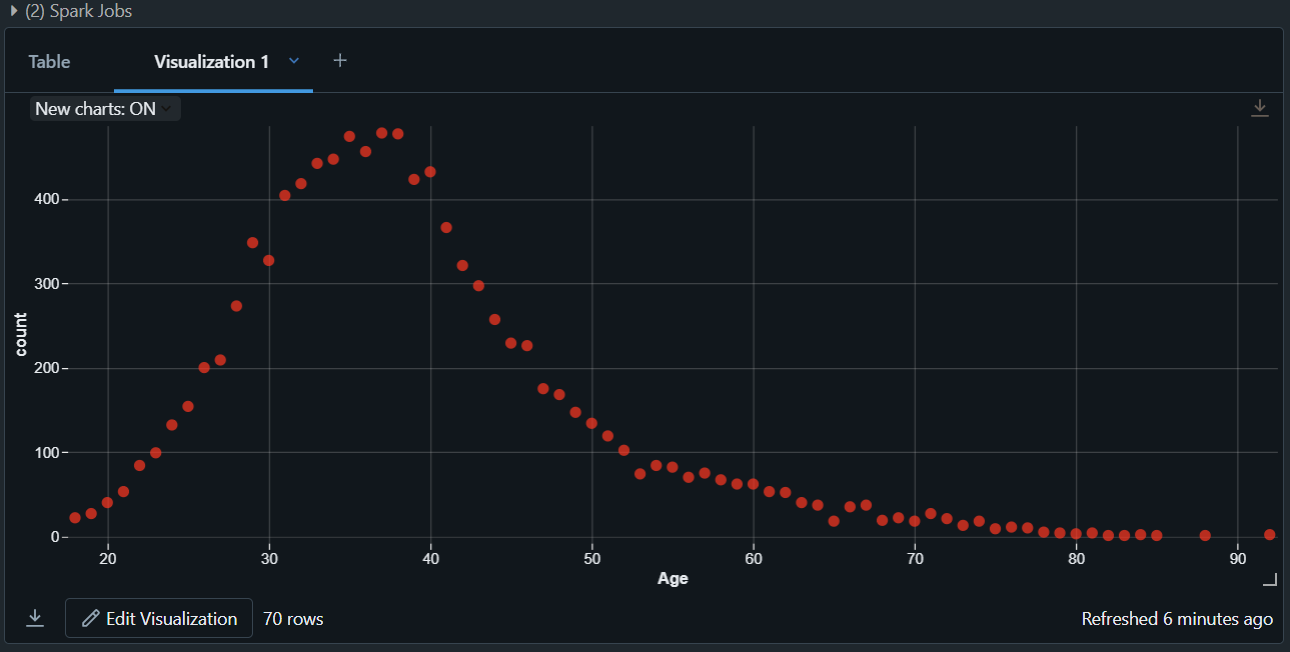 (2) Spark Jobs
Table
Visualization 1
+
New charts: ON
400
300
200
100
0
count
20 30 40 50 60 70 80 90
Age
Edit Visualization
70 rows
Refreshed 6 minutes ago